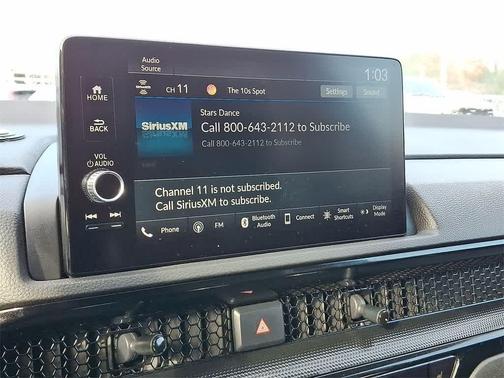 Audio
Source
1:03
SiriusXM
CH 11
The 10s Spot
Settings
Sound
HOME
BACK
VOL
AUDIO
SiriusXM
Stars Dance
Call 800-643-2112 to Subscribe
Call 800-643-2112 to Subscribe
Channel 11 is not subscribed.
Call SiriusXM to subscribe.
Phone
FM
Bluetooth
Audio
Connect
Smart
Shortcuts
Display
Mode